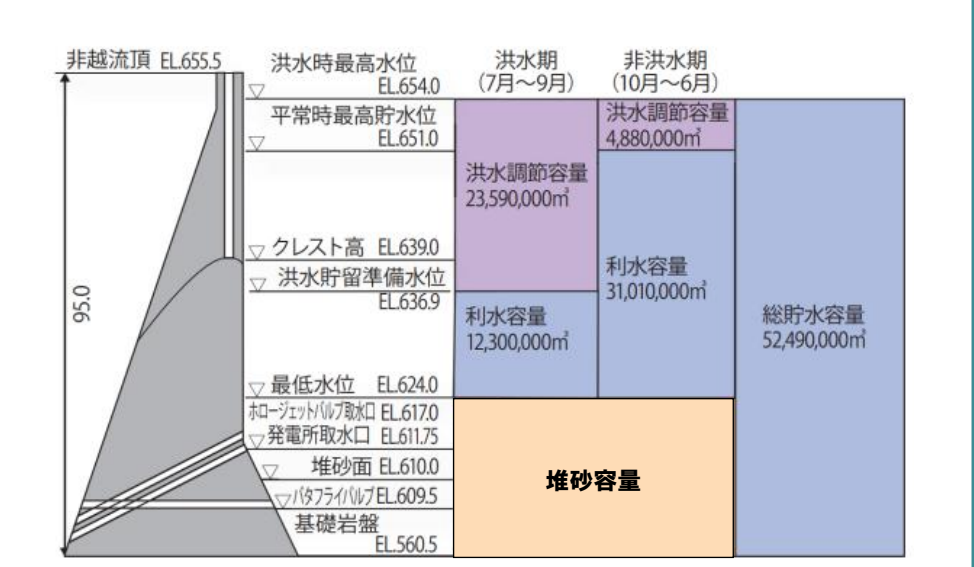 非越流頂 EL.655.5
洪水時最高水位
EL.654.0
平常時最高貯水位
EL.651.0
クレスト高 EL.639.0
洪水貯留準備水位
EL.636.9
最低水位 EL.624.0
ホロージェットバルブ取水口 EL.617.0
発電所取水口 EL.611.75
堆砂面 EL.610.0
バタフライバルブ EL.609.5
基礎岩盤
EL.560.5
95.0
洪水期
(7月～9月)
洪水調節容量
23,590,000㎥
利水容量
12,300,000㎥
非洪水期
(10月～6月)
洪水調節容量
4,880,000㎥
利水容量
31,010,000㎥
堆砂容量
総貯水容量
52,490,000㎥